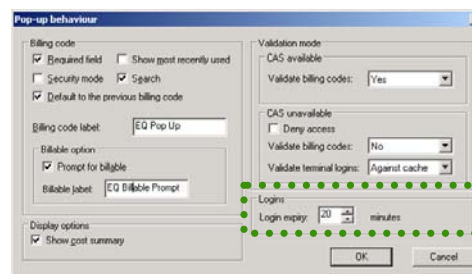 Pop-up behaviour
Billing code
Required field
Show most recently used
Security mode
Search
Default to the previous billing code
Billing code label: EQ Pop Up
Billable option
Prompt for billable
Billable label: EQ Billable Prompt
Display options
Show cost summary
Validation mode
CAS available
Validate billing codes: Yes
CAS unavailable
Deny access
Validate billing codes: No
Validate terminal logins: Against cache
Logins
Login expiry: 20 minutes
OK
Cancel